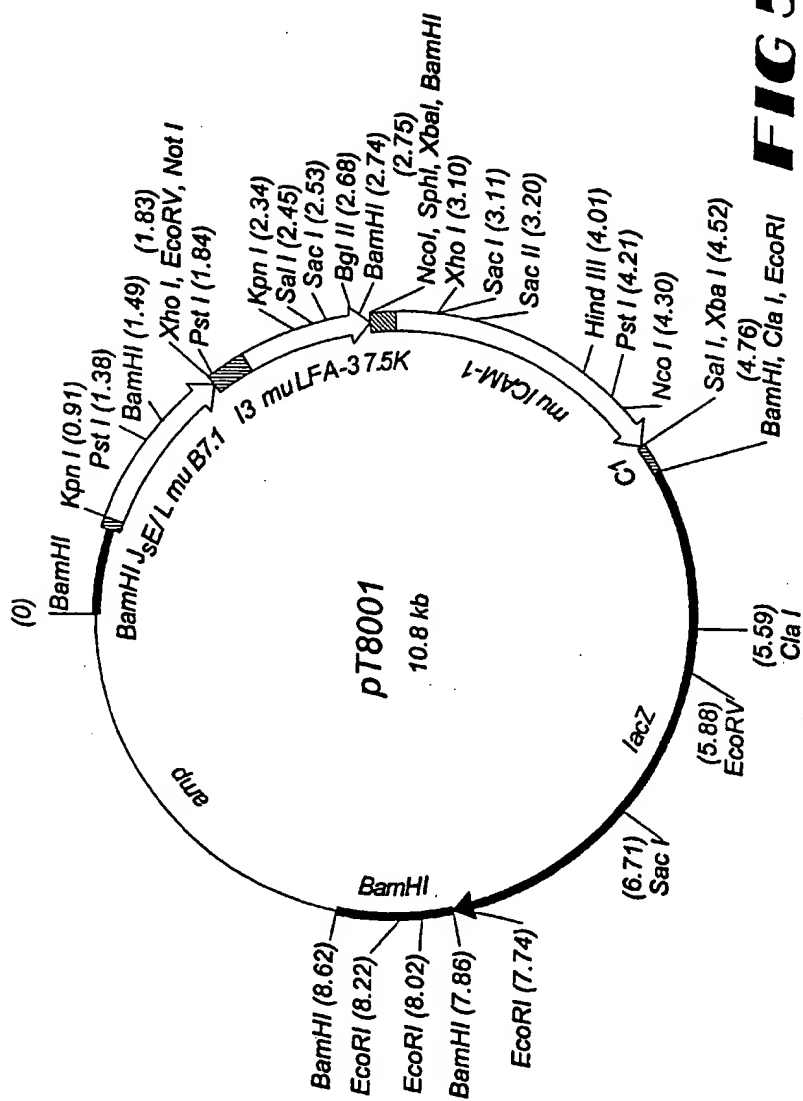 (0)
BamHI
Kpn I (0.91)
Pst I (1.38)
BamHI (1.49)
(1.83)
Xho I, EcoRV, Not I
Pst I (1.84)
Kpn I (2.34)
Sal I (2.45)
Sac I (2.53)
Bgl II (2.68)
BamHI (2.74)
(2.75)
NcoI, SphI, XbaI, BamHI
Xho I (3.10)
Sac I (3.11)
Sac II (3.20)
Hind III (4.01)
Pst I (4.21)
Nco I (4.30)
Sal I, Xba I (4.52)
(4.76)
BamHI, Cla I, EcoRI
(5.59)
Cla I
(5.88)
EcoRV
(6.71)
Sac I
EcoRI (7.74)
BamHI (7.86)
EcoRI (8.02)
EcoRI (8.22)
BamHI (8.62)
BamHI J
sE/L mu B7.1
I3 mu LFA-3 7.5K
mu ICAM-1
C1
lacZ
BamHI
amp
pT8001
10.8 kb
FIG 5